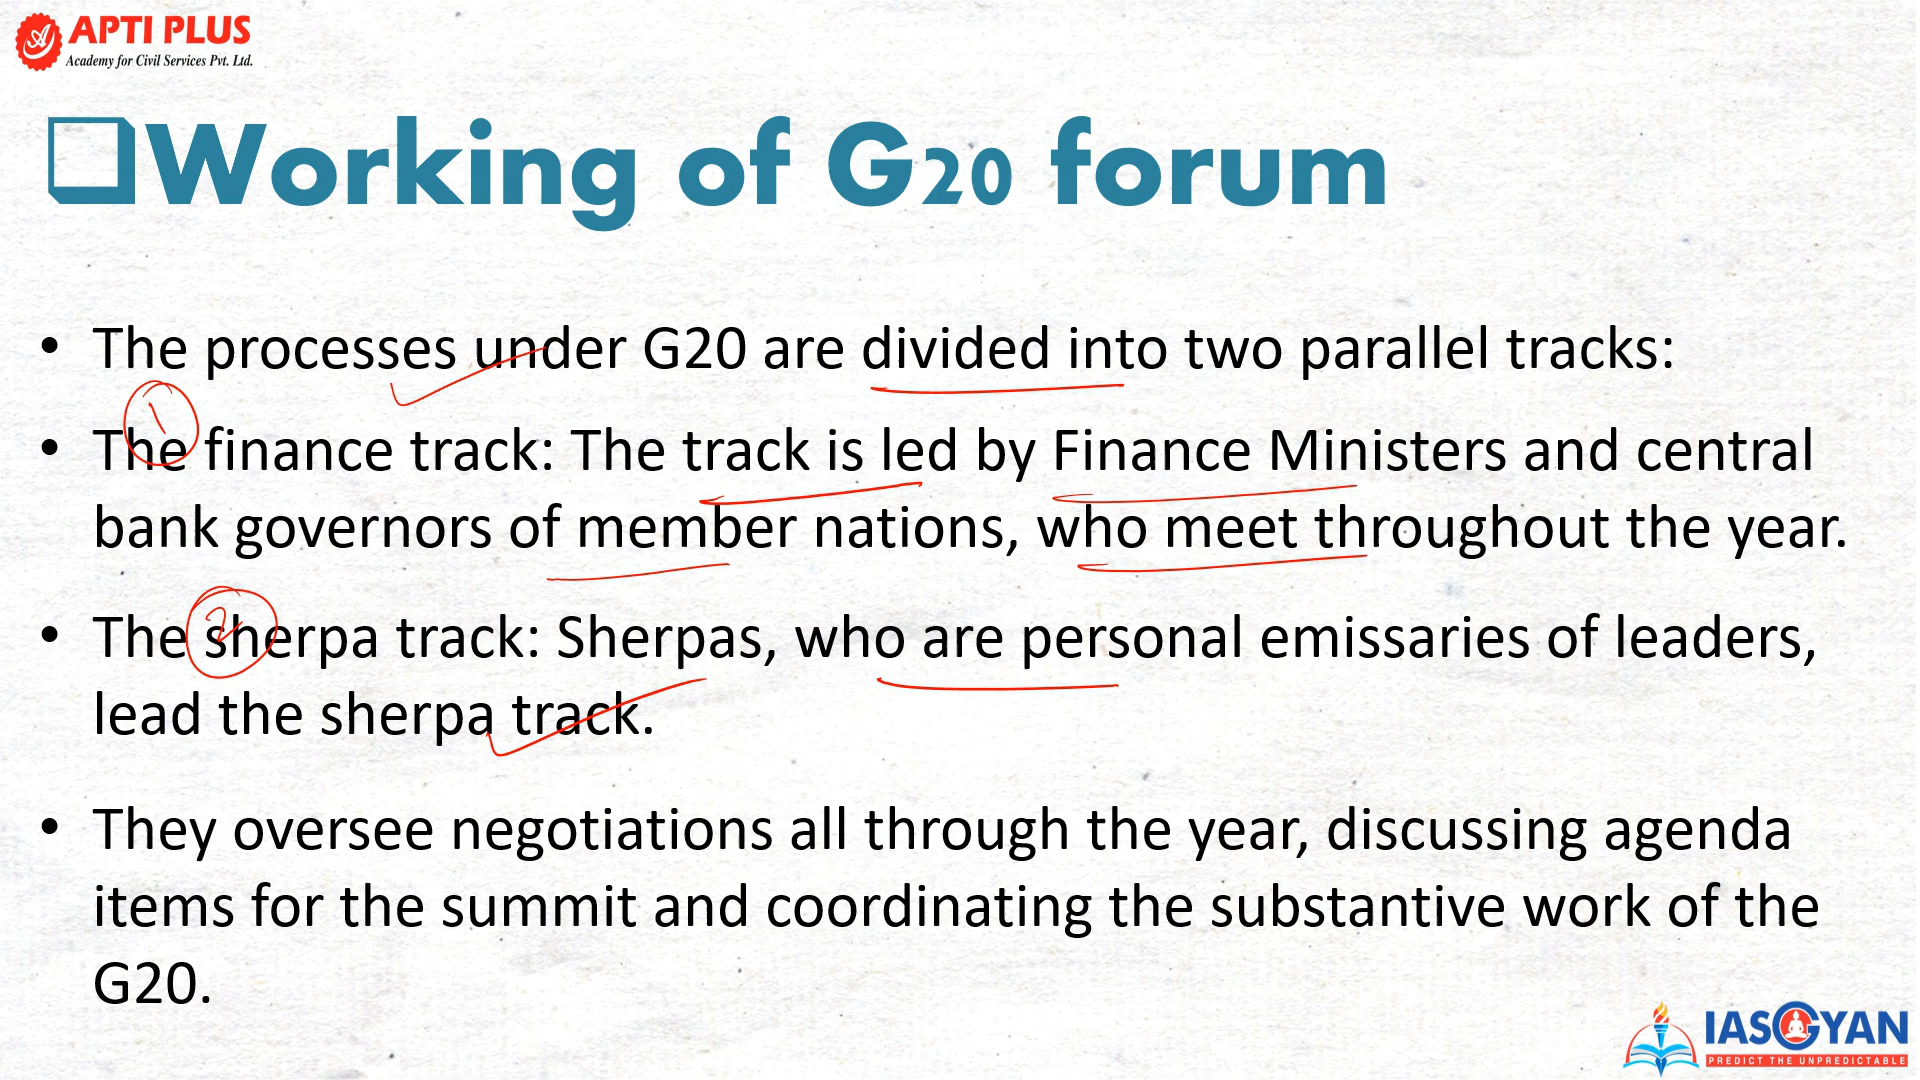 APTI PLUS
Academy for Civil Services Pvt. Ltd.
❑Working of G20 forum
• The processes under G20 are divided into two parallel tracks:
1
• The finance track: The track is led by Finance Ministers and central
bank governors of member nations, who meet throughout the year.
2
• The sherpa track: Sherpas, who are personal emissaries of leaders,
lead the sherpa track.
• They oversee negotiations all through the year, discussing agenda
items for the summit and coordinating the substantive work of the
G20.
IASGYAN
PREDICT THE UNPREDICTABLE